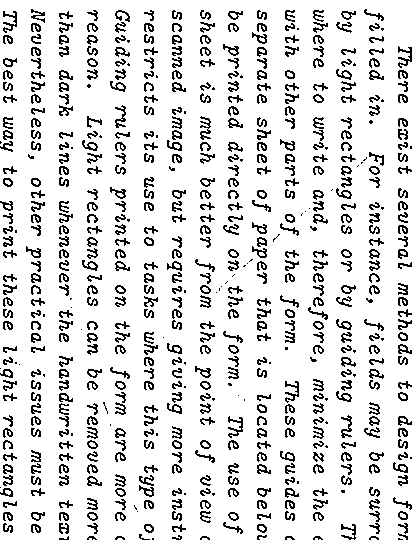 There exist several methods to design form
filled in. For instance, fields may be surro
by light rectangles or by guiding rulers. Th
where to write and, therefore, minimize the e
with other parts of the form. These guides c
separate sheet of paper that is located below
be printed directly on the form. The use of
sheet is much better from the point of view o
scanned image, but requires giving more instr
restricts its use to tasks where this type of
Guiding rulers printed on the form are more c
reason. Light rectangles can be removed more
than dark lines whenever the handwritten text
Nevertheless, other practical issues must be
The best way to print these light rectangles